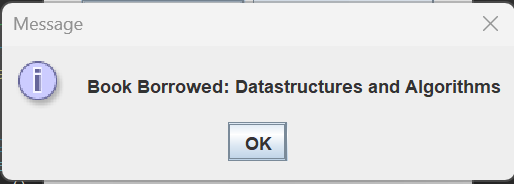 Message
Book Borrowed: Datastructures and Algorithms
OK